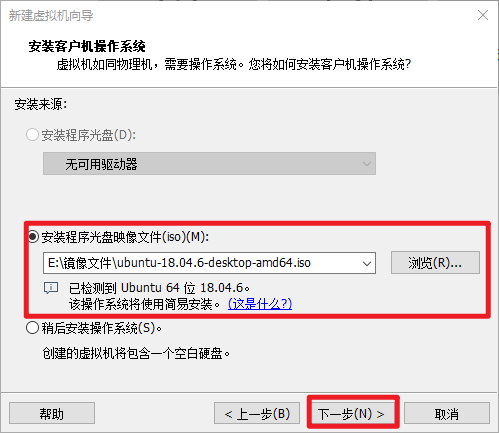 新建虚拟机向导
安装客户机操作系统
虚拟机如同物理机，需要操作系统。您将如何安装客户机操作系统?
安装来源:
安装程序光盘(D):
无可用驱动器
安装程序光盘映像文件(iso)(M):
E:\镜像文件\ubuntu-18.04.6-desktop-amd64.iso
浏览(R)...
已检测到 Ubuntu 64 位 18.04.6。
该操作系统将使用简易安装。(这是什么?)
稍后安装操作系统(S)。
创建的虚拟机将包含一个空白硬盘。
帮助
< 上一步(B)
下一步(N) >
取消